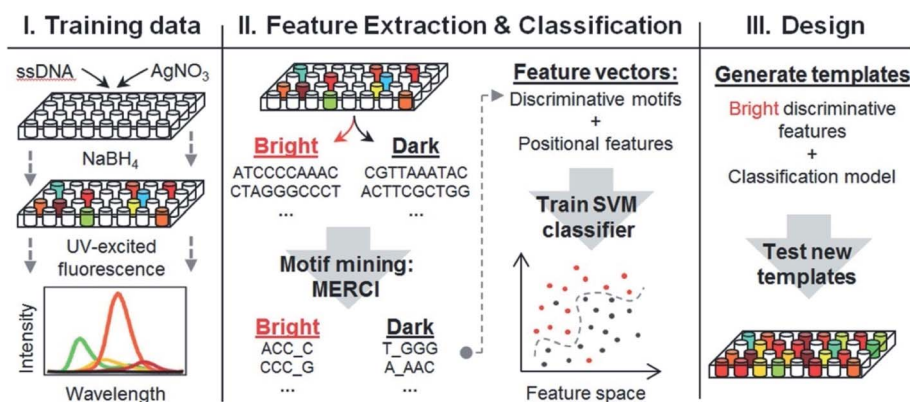 I. Training data
ssDNA
AgNO3
NaBH4
UV-excited
fluorescence
Intensity
Wavelength
II. Feature Extraction & Classification
Bright
Dark
ATCCCCAAAC
CGTTAAATAC
CTAGGGCCCT
ACTTCGCTGG
...
...
Motif mining:
MERCI
Bright
Dark
ACC_C
T_GGG
CCC_G
A_AAC
...
...
Feature vectors:
Discriminative motifs
+
Positional features
Train SVM
classifier
Feature space
III. Design
Generate templates
Bright discriminative
features
+
Classification model
Test new
templates